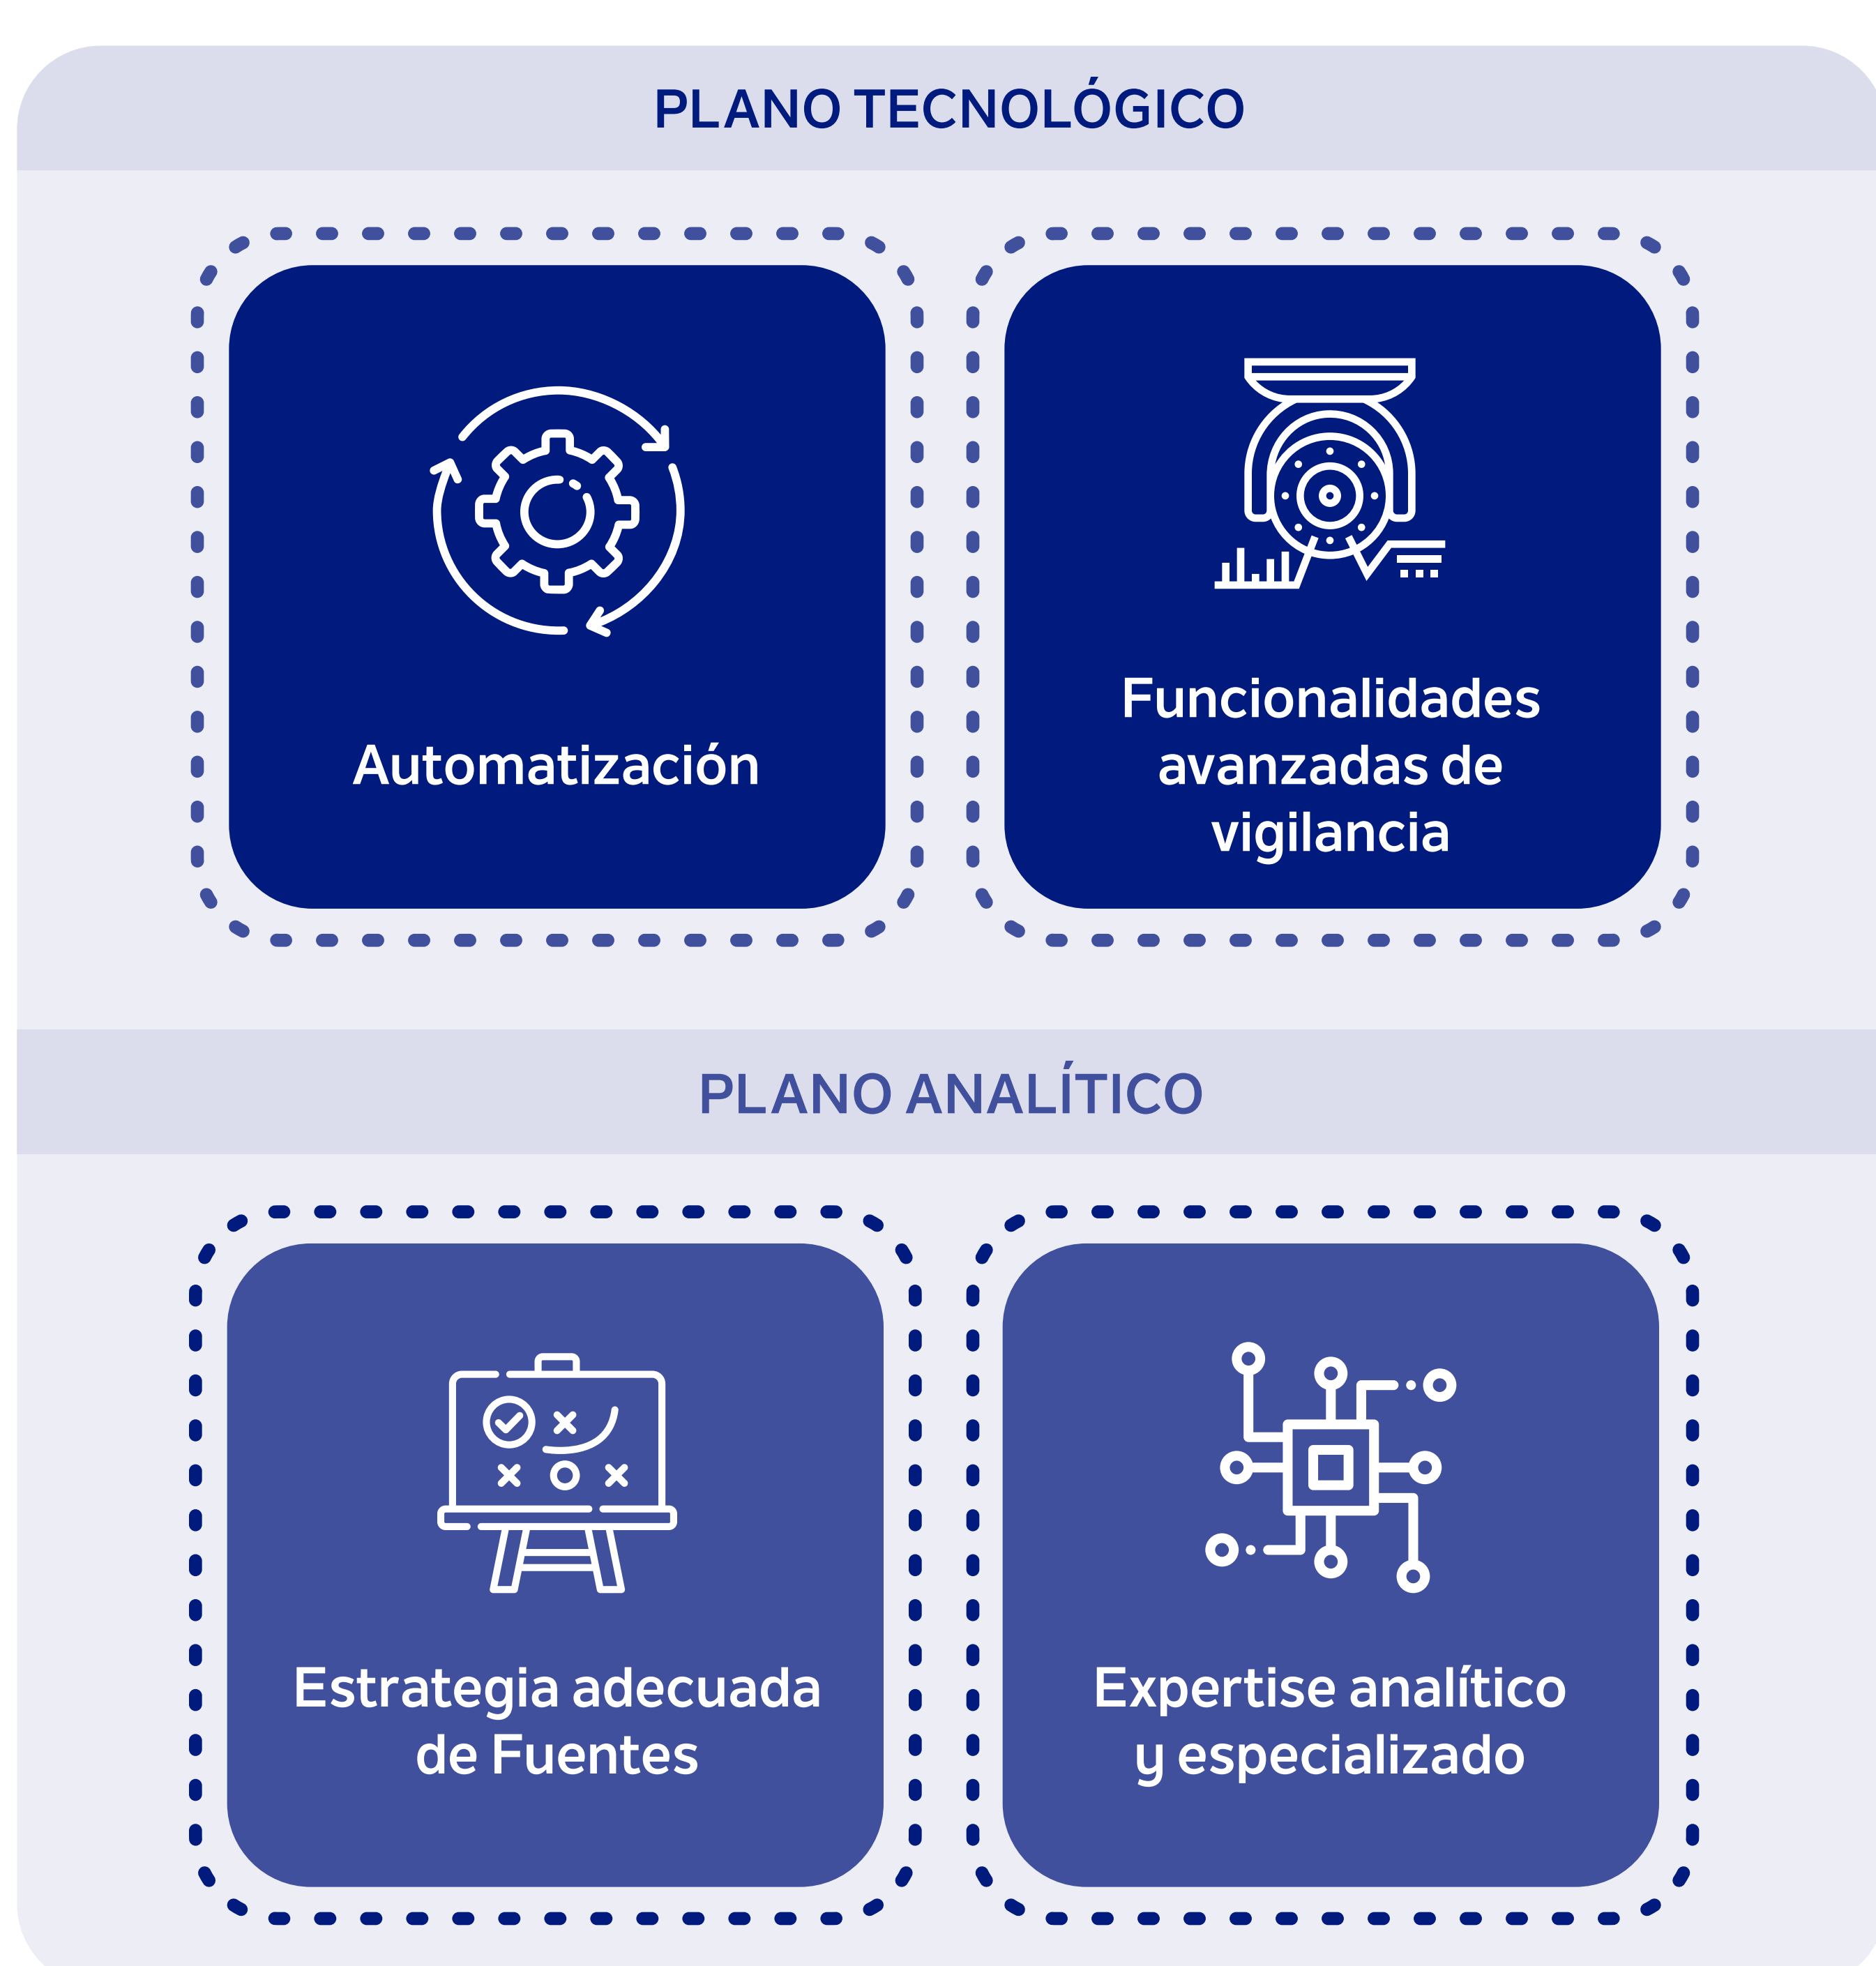 PLANO TECNOLÓGICO
Automatización
Funcionalidades
avanzadas de
vigilancia
PLANO ANALÍTICO
Estrategia adecuada
de Fuentes
Expertise analítico
y especializado